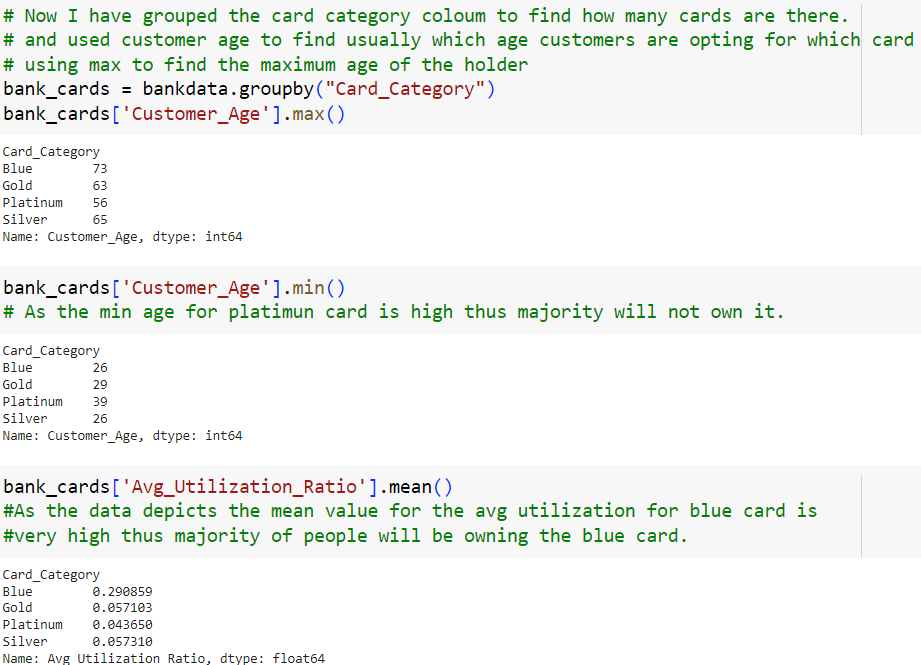 # Now I have grouped the card category coloum to find how many cards are there.
# and used customer age to find usually which age customers are opting for which card
# using max to find the maximum age of the holder
bank_cards = bankdata.groupby("Card_Category")
bank_cards['Customer_Age'].max()
Card_Category
Blue 73
Gold 63
Platinum 56
Silver 65
Name: Customer_Age, dtype: int64
bank_cards['Customer_Age'].min()
# As the min age for platimun card is high thus majority will not own it.
Card_Category
Blue 26
Gold 29
Platinum 39
Silver 26
Name: Customer_Age, dtype: int64
bank_cards['Avg_Utilization_Ratio'].mean()
#As the data depicts the mean value for the avg utilization for blue card is
#very high thus majority of people will be owning the blue card.
Card_Category
Blue 0.290859
Gold 0.057103
Platinum 0.043650
Silver 0.057310
Name: Avg_Utilization_Ratio, dtype: float64